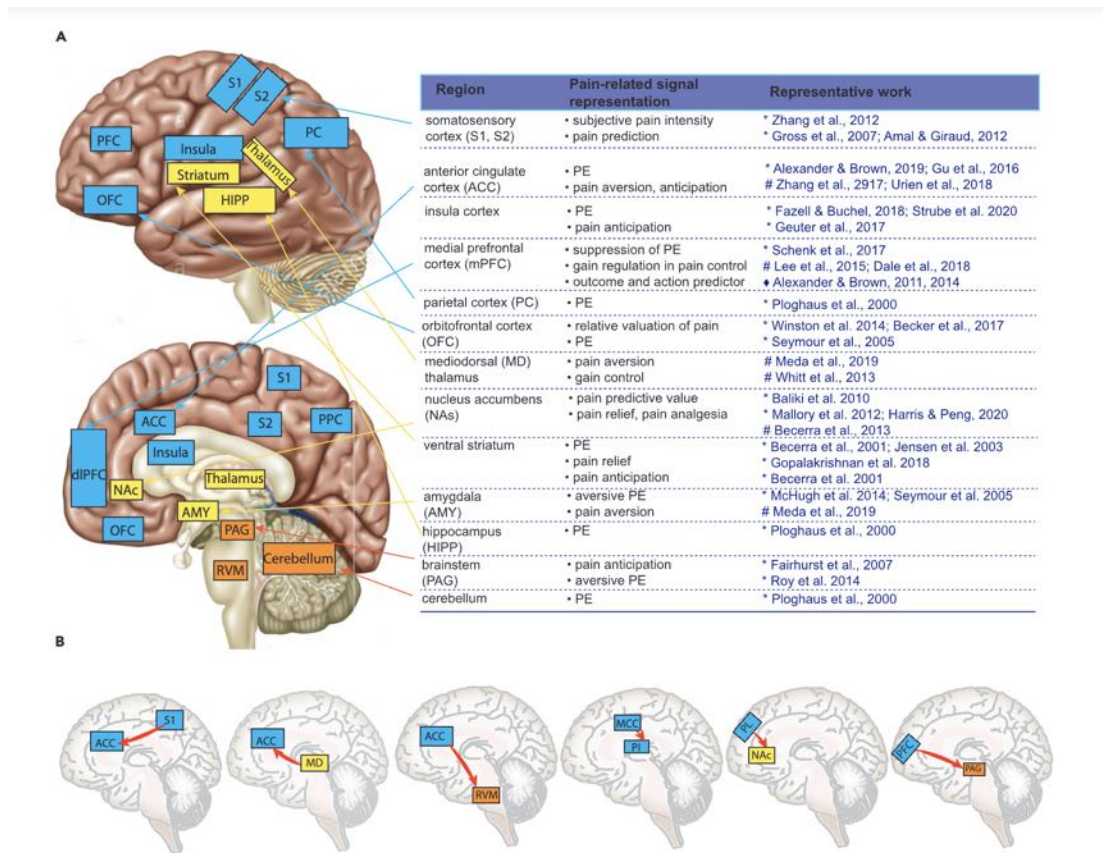 A
S1
S2
PFC
PC
Insula
Thalamus
Striatum
OFC
HIPP
S1
ACC
S2
PPC
Insula
dlPFC
Thalamus
NAc
AMY
OFC
PAG
Cerebellum
RVM
Region Pain-related signal representation Representative work
somatosensory • subjective pain intensity * Zhang et al., 2012
cortex (S1, S2) • pain prediction * Gross et al., 2007; Arnal & Giraud, 2012
anterior cingulate • PE * Alexander & Brown, 2019; Gu et al., 2016
cortex (ACC) • pain aversion, anticipation # Zhang et al., 2917; Urien et al., 2018
insula cortex • PE * Fazell & Buchel, 2018; Strube et al. 2020
• pain anticipation * Geuter et al., 2017
medial prefrontal • suppression of PE * Schenk et al., 2017
cortex (mPFC) • gain regulation in pain control # Lee et al., 2015; Dale et al., 2018
• outcome and action predictor ♦ Alexander & Brown, 2011, 2014
parietal cortex (PC) • PE * Ploghaus et al., 2000
orbitofrontal cortex • relative valuation of pain * Winston et al. 2014; Becker et al., 2017
(OFC) • PE * Seymour et al., 2005
mediodorsal (MD) • pain aversion # Meda et al., 2019
thalamus • gain control # Whitt et al., 2013
nucleus accumbens • pain predictive value * Baliki et al. 2010
(NAs) • pain relief, pain analgesia * Mallory et al. 2012; Harris & Peng, 2020
# Becerra et al., 2013
ventral striatum • PE * Becerra et al., 2001; Jensen et al. 2003
• pain relief * Gopalakrishnan et al. 2018
• pain anticipation * Becerra et al. 2001
amygdala • aversive PE * McHugh et al. 2014; Seymour et al. 2005
(AMY) • pain aversion # Meda et al., 2019
hippocampus • PE * Ploghaus et al., 2000
(HIPP)
brainstem • pain anticipation * Fairhurst et al., 2007
(PAG) • aversive PE * Roy et al. 2014
cerebellum • PE * Ploghaus et al., 2000
B
S1
ACC
ACC
MD
ACC
RVM
MCC
PI
PL
NAc
PFC
PAG